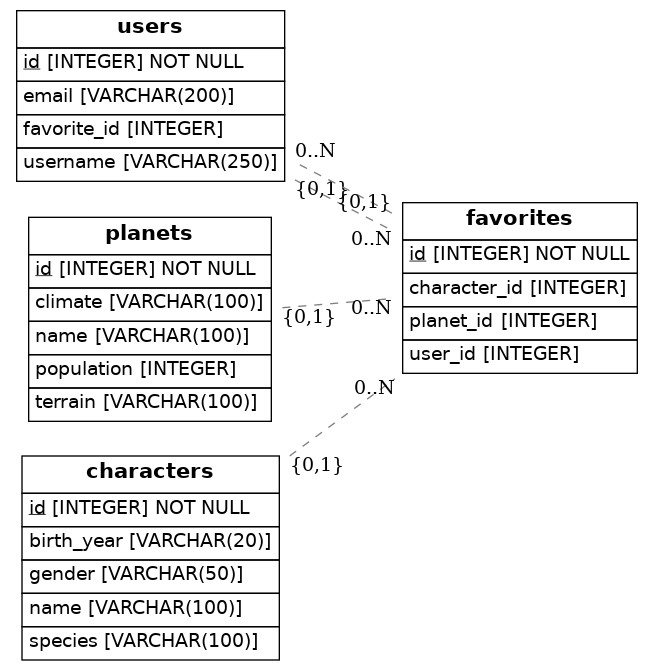 users
id [INTEGER] NOT NULL
email [VARCHAR(200)]
favorite_id [INTEGER]
username [VARCHAR(250)]
0..N
{0,1}
{0,1}
0..N
planets
id [INTEGER] NOT NULL
climate [VARCHAR(100)]
name [VARCHAR(100)]
population [INTEGER]
terrain [VARCHAR(100)]
{0,1}
0..N
favorites
id [INTEGER] NOT NULL
character_id [INTEGER]
planet_id [INTEGER]
user_id [INTEGER]
0..N
{0,1}
characters
id [INTEGER] NOT NULL
birth_year [VARCHAR(20)]
gender [VARCHAR(50)]
name [VARCHAR(100)]
species [VARCHAR(100)]